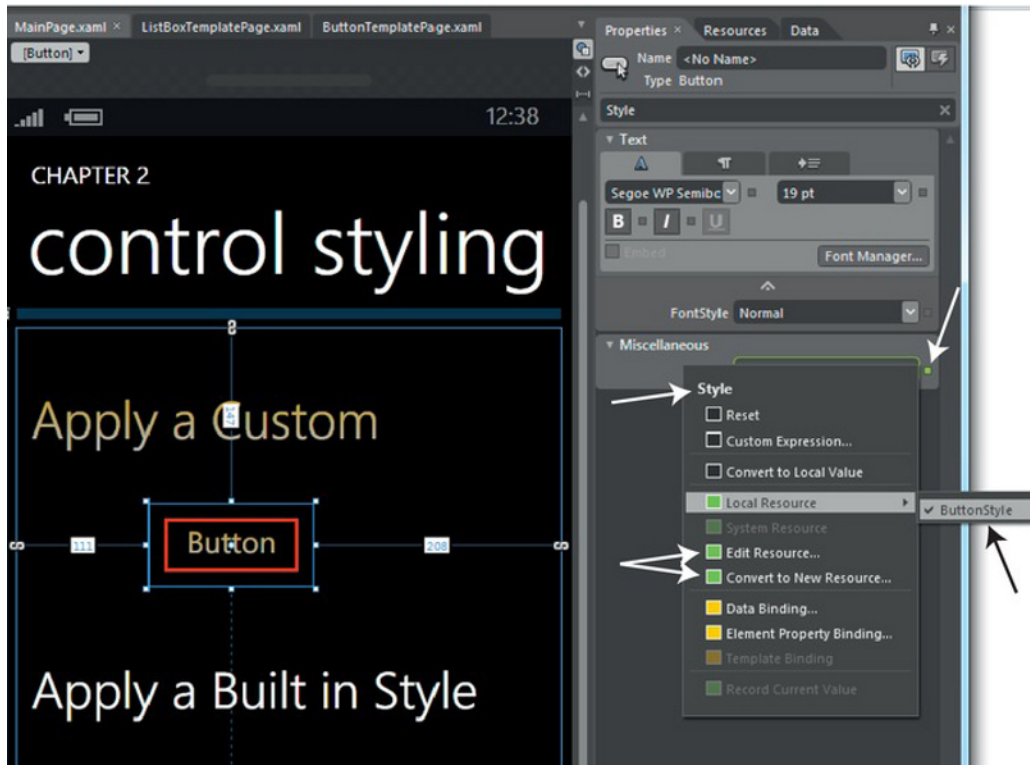 MainPage.xaml ×
ListBoxTemplatePage.xaml
ButtonTemplatePage.xaml
[Button]
12:38
CHAPTER 2
control styling
Apply a Custom
147
Button
111
208
Apply a Built in Style
Properties ×
Resources
Data
Name <No Name>
Type Button
Style
Text
Segoe WP Semibc
19 pt
B I U
Embed
Font Manager...
FontStyle Normal
Miscellaneous
Style
Reset
Custom Expression...
Convert to Local Value
Local Resource
✓ ButtonStyle
System Resource
Edit Resource...
Convert to New Resource...
Data Binding...
Element Property Binding...
Template Binding
Record Current Value